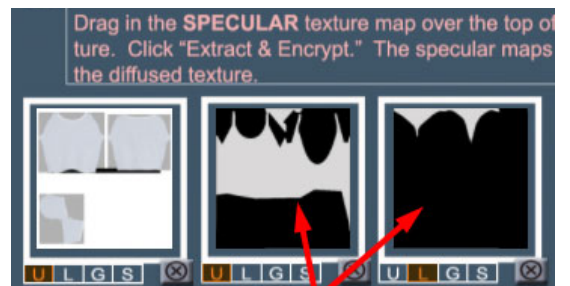 Drag in the SPECULAR texture map over the top of
ture.  Click “Extract & Encrypt.”  The specular maps
the diffused texture.
U L G S
U L G S
U L G S